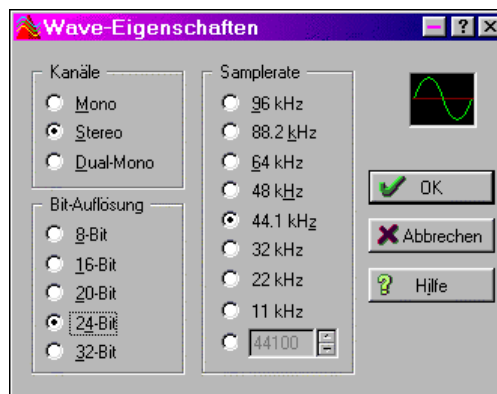 Wave-Eigenschaften
Kanäle
Mono
Stereo
Dual-Mono
Bit-Auflösung
8-Bit
16-Bit
20-Bit
24-Bit
32-Bit
Samplerate
96 kHz
88.2 kHz
64 kHz
48 kHz
44.1 kHz
32 kHz
22 kHz
11 kHz
44100
OK
Abbrechen
Hilfe